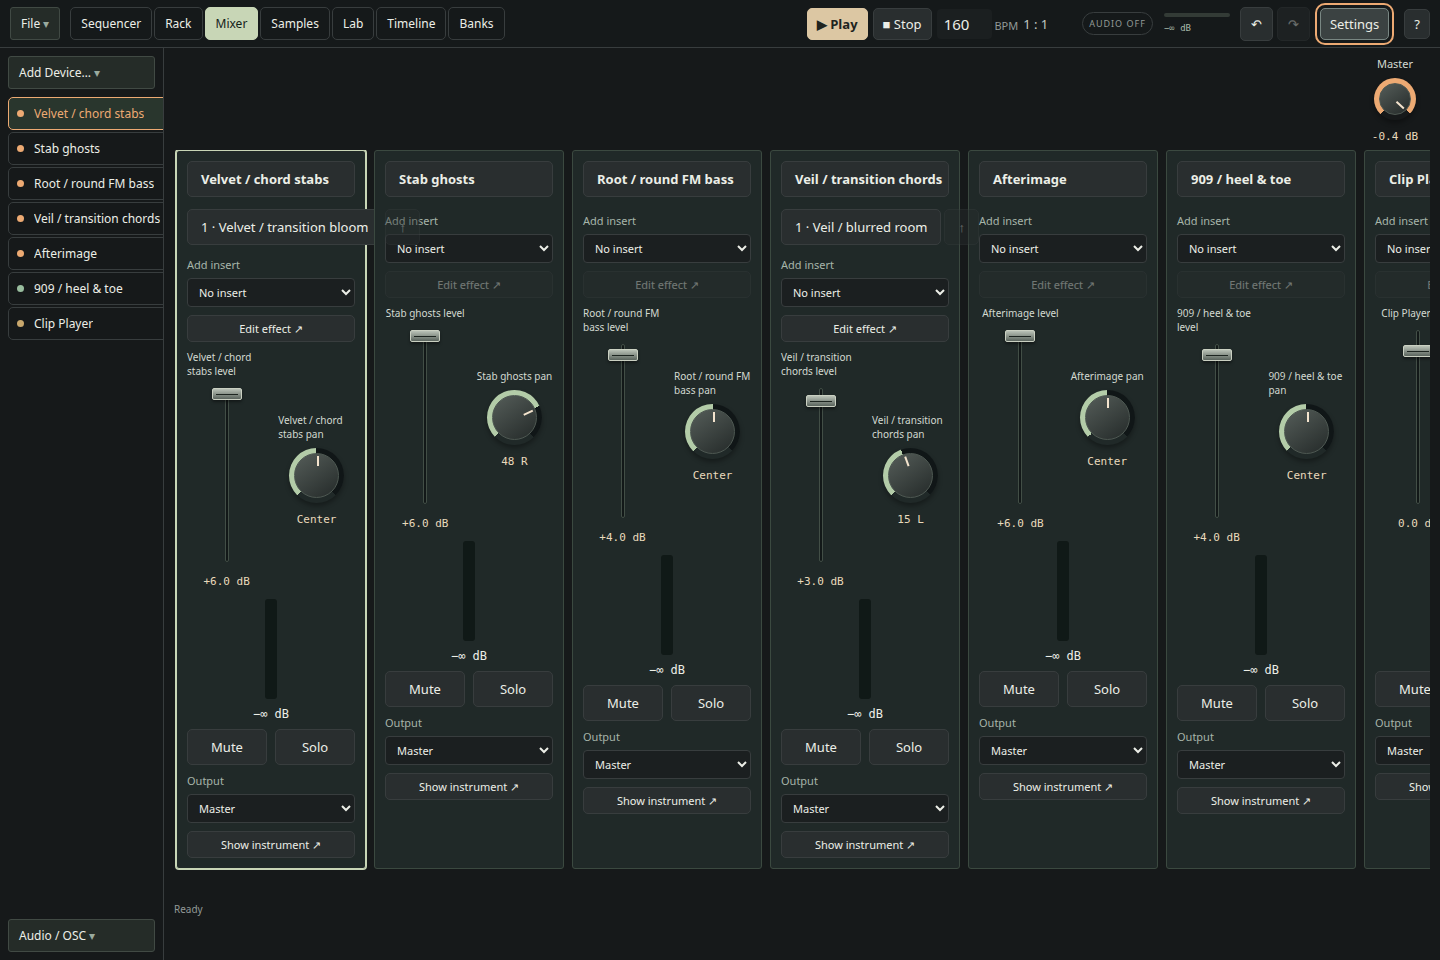 File ▾
Sequencer
Rack
Mixer
Samples
Lab
Timeline
Banks
▶ Play
■ Stop
160
BPM
1 : 1
AUDIO OFF
−∞ dB
↶
↷
Settings
?
Add Device... ▾
Velvet / chord stabs
Stab ghosts
Root / round FM bass
Veil / transition chords
Afterimage
909 / heel & toe
Clip Player
Audio / OSC ▾
Master
-0.4 dB
Velvet / chord stabs
1 · Velvet / transition bloom
Add insert
No insert
Edit effect ↗
Velvet / chord
stabs level
Velvet / chord
stabs pan
Center
+6.0 dB
−∞ dB
Mute
Solo
Output
Master
Show instrument ↗
Stab ghosts
↑
Add insert
No insert
Edit effect ↗
Stab ghosts level
Stab ghosts pan
48 R
+6.0 dB
−∞ dB
Mute
Solo
Output
Master
Show instrument ↗
Root / round FM bass
Add insert
No insert
Edit effect ↗
Root / round FM
bass level
Root / round FM
bass pan
Center
+4.0 dB
−∞ dB
Mute
Solo
Output
Master
Show instrument ↗
Veil / transition chords
1 · Veil / blurred room
↑
Add insert
No insert
Edit effect ↗
Veil / transition
chords level
Veil / transition
chords pan
15 L
+3.0 dB
−∞ dB
Mute
Solo
Output
Master
Show instrument ↗
Afterimage
Add insert
No insert
Edit effect ↗
Afterimage level
Afterimage pan
Center
+6.0 dB
−∞ dB
Mute
Solo
Output
Master
Show instrument ↗
909 / heel & toe
Add insert
No insert
Edit effect ↗
909 / heel & toe
level
909 / heel & toe
pan
Center
+4.0 dB
−∞ dB
Mute
Solo
Output
Master
Show instrument ↗
Clip Pl
Add insert
No inser
E
Clip Player
0.0 d
Mute
Output
Master
Show
Ready